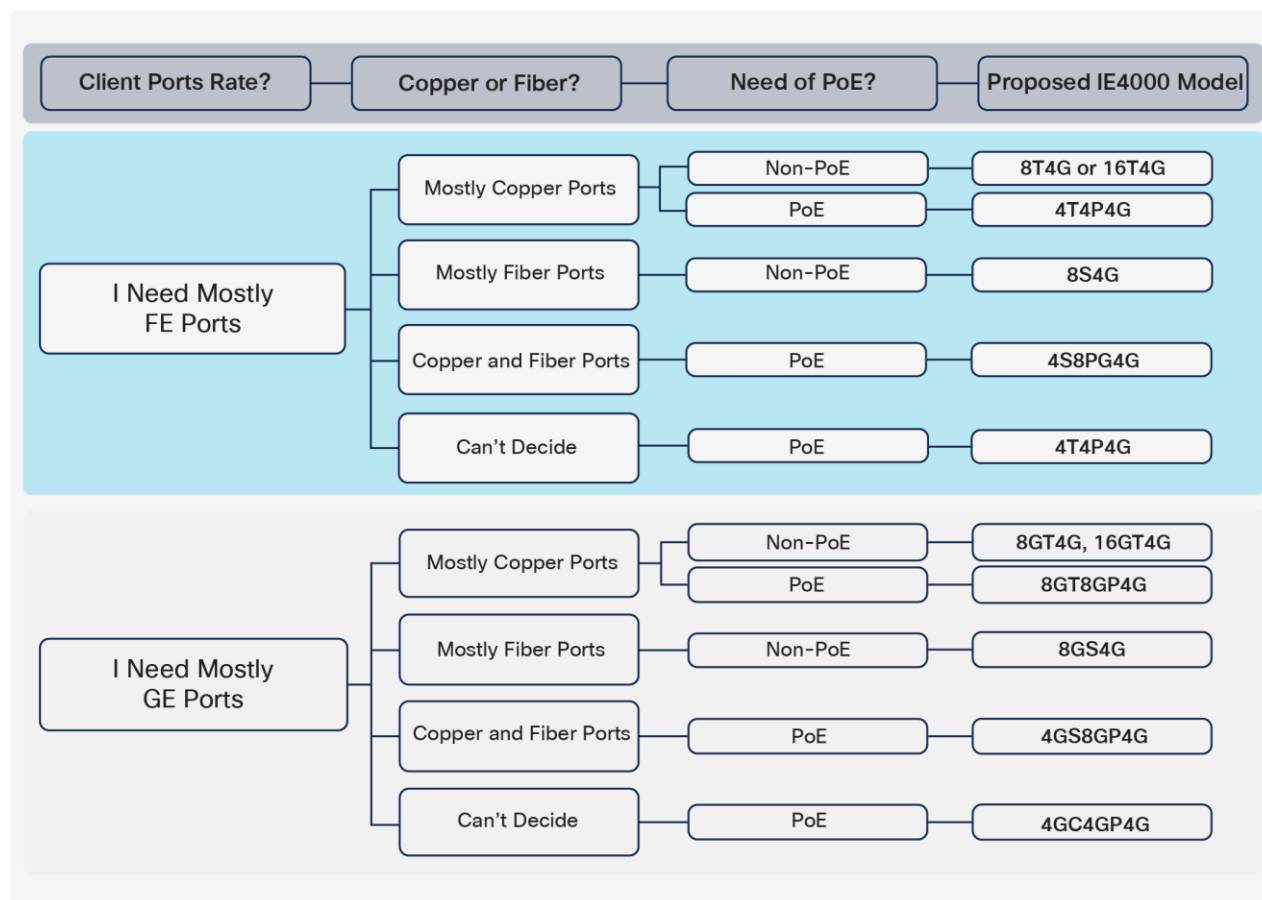 Client Ports Rate?
Copper or Fiber?
Need of PoE?
Proposed IE4000 Model
I Need Mostly
FE Ports
Mostly Copper Ports
Non-PoE
8T4G or 16T4G
PoE
4T4P4G
Mostly Fiber Ports
Non-PoE
8S4G
Copper and Fiber Ports
PoE
4S8PG4G
Can't Decide
PoE
4T4P4G
I Need Mostly
GE Ports
Mostly Copper Ports
Non-PoE
8GT4G, 16GT4G
PoE
8GT8GP4G
Mostly Fiber Ports
Non-PoE
8GS4G
Copper and Fiber Ports
PoE
4GS8GP4G
Can't Decide
PoE
4GC4GP4G